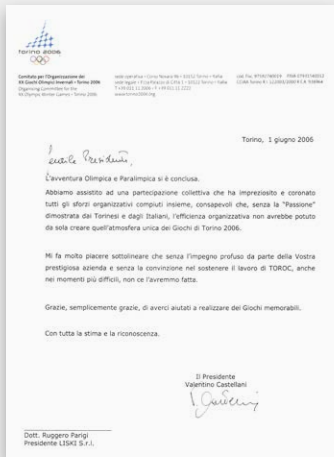 torino 2006
Comitato per l'Organizzazione dei
XX Giochi Olimpici Invernali - Torino 2006
Organising Committee for the
XX Olympic Winter Games - Torino 2006
www.torino2006.org
Torino, 1 giugno 2006
Gentile Presidente,
L'avventura Olimpica e Paralimpica si è conclusa.
Abbiamo assistito ad una partecipazione collettiva che ha impreziosito e coronato
tutti gli sforzi organizzativi compiuti insieme, consapevoli che, senza la "Passione"
dimostrata dai Torinesi e dagli Italiani, l'efficienza organizzativa non avrebbe potuto
da sola creare quell'atmosfera unica dei Giochi di Torino 2006.
Mi fa molto piacere sottolineare che senza l'impegno profuso da parte della Vostra
prestigiosa azienda e senza la convinzione nel sostenere il lavoro di TOROC, anche
nei momenti più difficili, non ce l'avremmo fatta.
Grazie, semplicemente grazie, di averci aiutati a realizzare dei Giochi memorabili.
Con tutta la stima e la riconoscenza.
Il Presidente
Valentino Castellani
Dott. Ruggero Parigi
Presidente LISKI S.r.l.